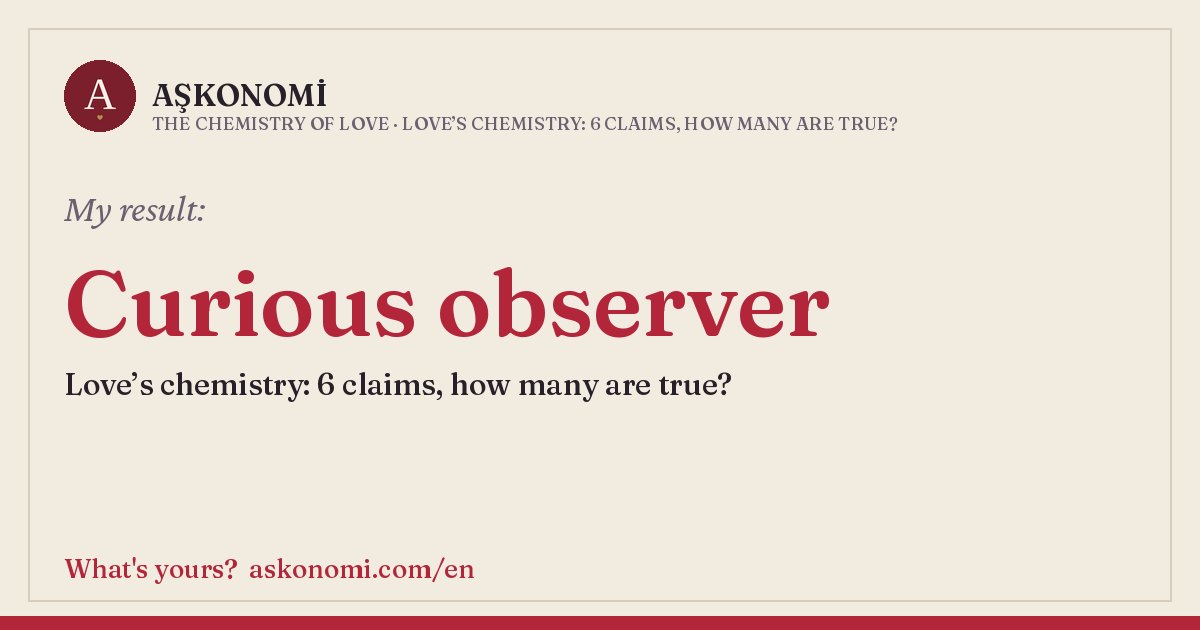 A
AŞKONOMİ
THE CHEMISTRY OF LOVE · LOVE’S CHEMISTRY: 6 CLAIMS, HOW MANY ARE TRUE?
My result:
Curious observer
Love’s chemistry: 6 claims, how many are true?
What's yours? askonomi.com/en